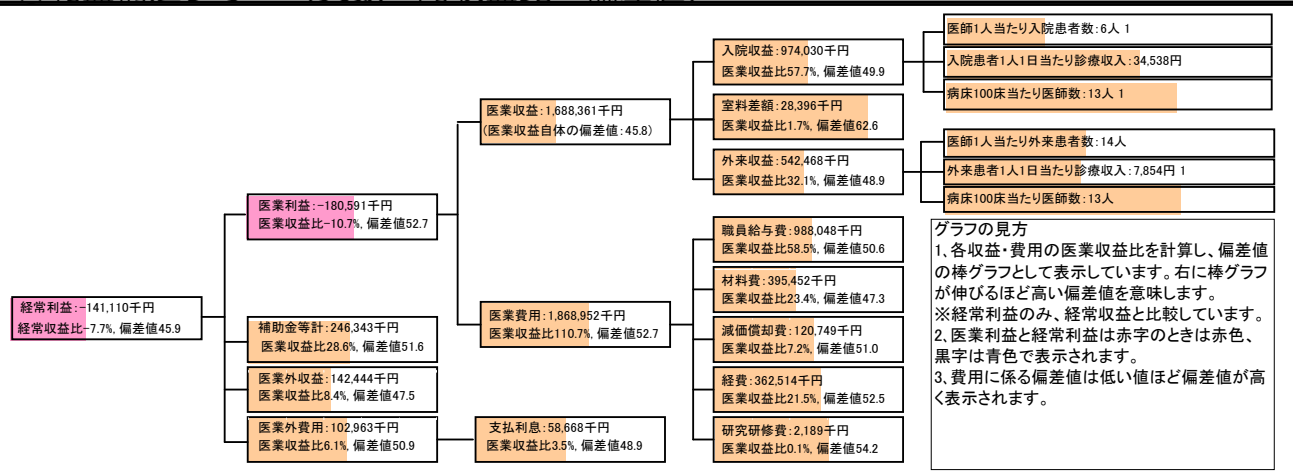 経常利益:-141,110千円
経常収益比-7.7%, 偏差値45.9
医業利益:-180,591千円
医業収益比-10.7%, 偏差値52.7
補助金等計:246,343千円
医業収益比28.6%, 偏差値51.6
医業外収益:142,444千円
医業収益比8.4%, 偏差値47.5
医業外費用:102,963千円
医業収益比6.1%, 偏差値50.9
医業収益:1,688,361千円
(医業収益自体の偏差値:45.8)
医業費用:1,868,952千円
医業収益比110.7%, 偏差値52.7
支払利息:58,668千円
医業収益比3.5%, 偏差値48.9
入院収益:974,030千円
医業収益比57.7%, 偏差値49.9
室料差額:28,396千円
医業収益比1.7%, 偏差値62.6
外来収益:542,468千円
医業収益比32.1%, 偏差値48.9
職員給与費:988,048千円
医業収益比58.5%, 偏差値50.6
材料費:395,452千円
医業収益比23.4%, 偏差値47.3
減価償却費:120,749千円
医業収益比7.2%, 偏差値51.0
経費:362,514千円
医業収益比21.5%, 偏差値52.5
研究研修費:2,189千円
医業収益比0.1%, 偏差値54.2
医師1人当たり入院患者数:6人 1
入院患者1人1日当たり診療収入:34,538円
病床100床当たり医師数:13人 1
医師1人当たり外来患者数:14人
外来患者1人1日当たり診療収入:7,854円 1
病床100床当たり医師数:13人
グラフの見方
1、各収益・費用の医業収益比を計算し、偏差値
の棒グラフとして表示しています。右に棒グラフ
が伸びるほど高い偏差値を意味します。
※経常利益のみ、経常収益と比較しています。
2、医業利益と経常利益は赤字のときは赤色、
黒字は青色で表示されます。
3、費用に係る偏差値は低い値ほど偏差値が高
く表示されます。